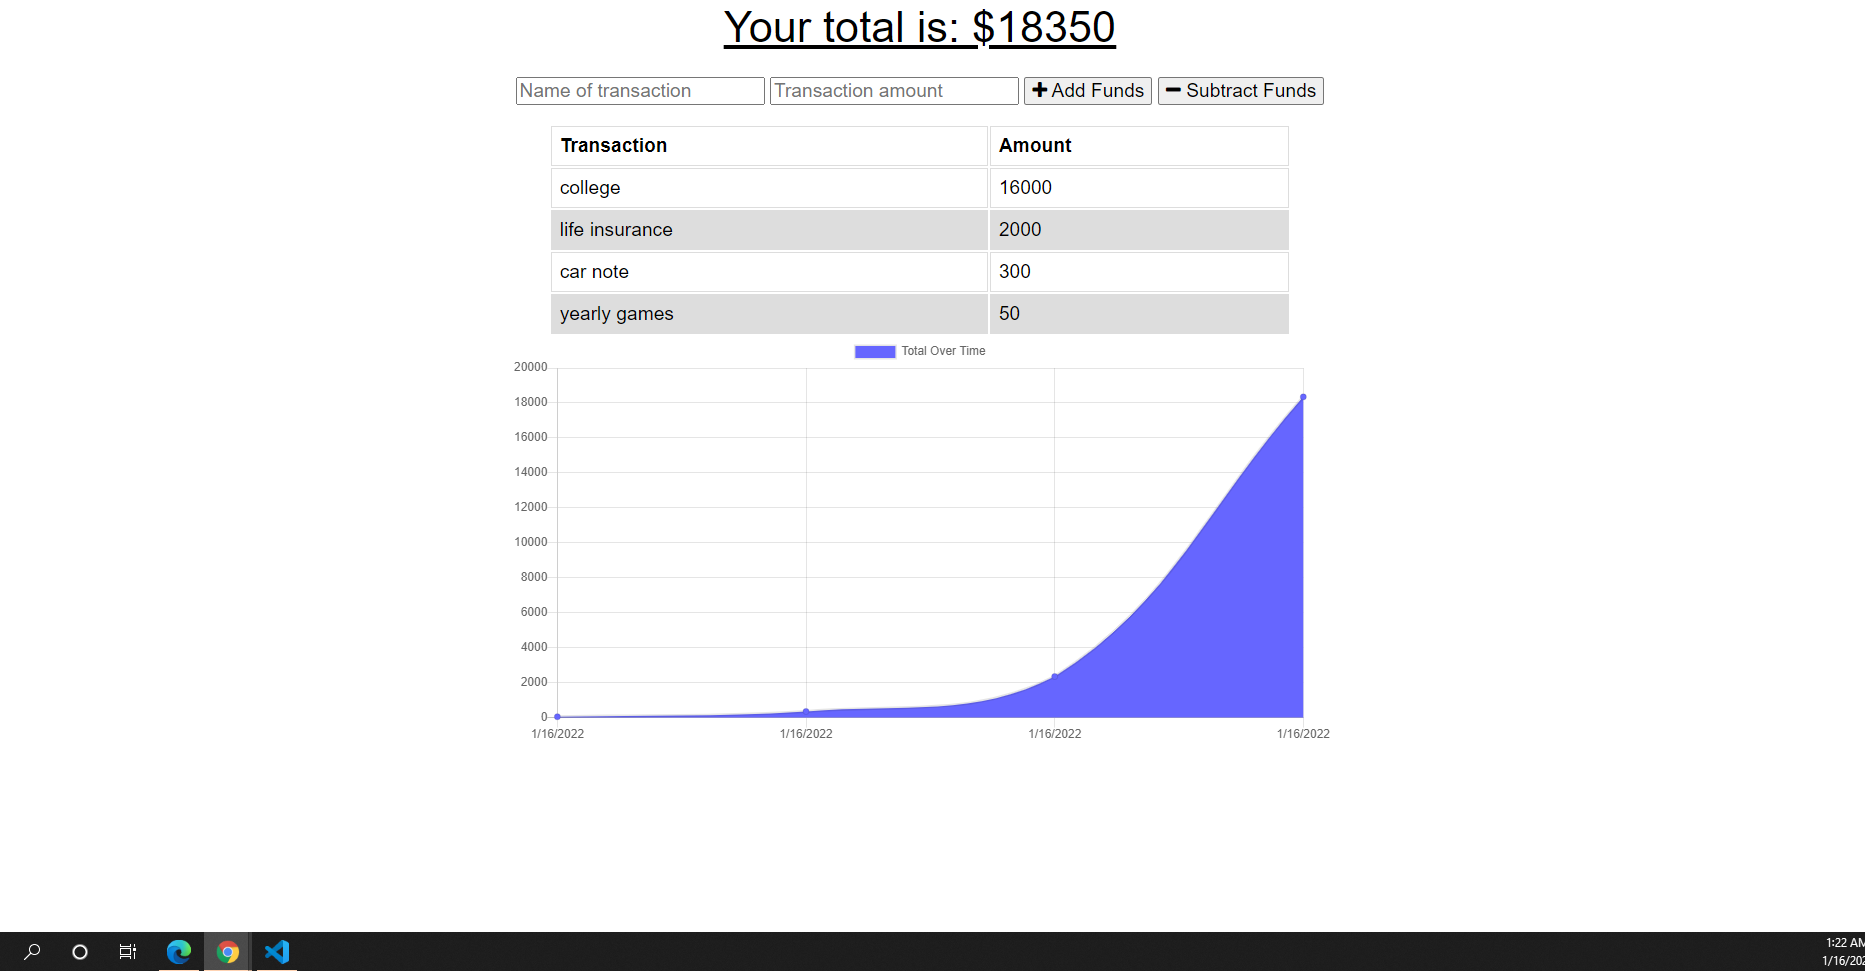 Your total is: $18350
Name of transaction Transaction amount Add Funds Subtract Funds
Transaction Amount
college 16000
life insurance 2000
car note 300
yearly games 50
Total Over Time
20000
18000
16000
14000
12000
10000
8000
6000
4000
2000
0
1/16/2022 1/16/2022 1/16/2022 1/16/2022
1:22 AM
1/16/202